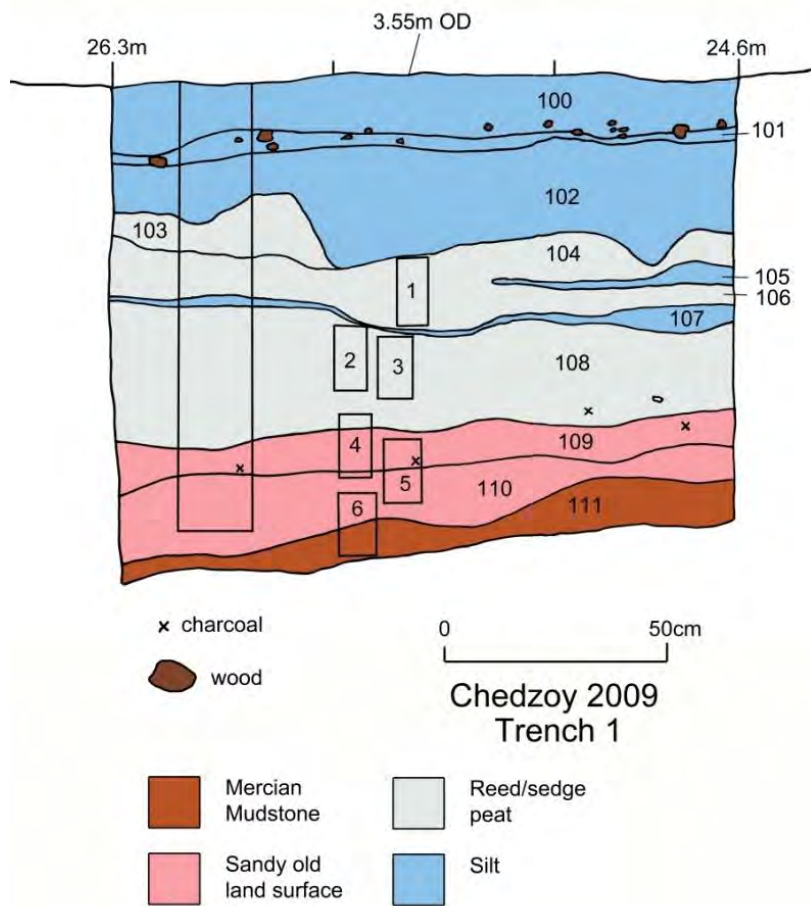 3.55m OD
26.3m
24.6m
100
101
102
103
104
105
106
1
107
2
3
108
4
109
5
110
6
111
charcoal
wood
0
50cm
Chedzoy 2009
Trench 1
Mercian
Mudstone
Reed/sedge
peat
Sandy old
land surface
Silt